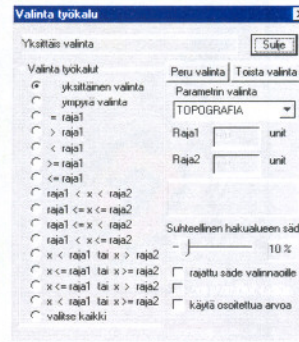 Valinta työkalu
Yksittäis valinta
Sulje
Valinta työkalut
yksittäinen valinta
ympyrä valinta
= raja1
> raja1
< raja1
>= raja1
<= raja1
raja1 < x < raja2
raja1 <= x <= raja2
raja1 <= x < raja2
raja1 < x <= raja2
x < raja1 tai x > raja2
x <= raja1 tai x >= raja2
x <= raja1 tai x > raja2
x < raja1 tai x >= raja2
valitse kaikki
Peru valinta
Toista valinta
Parametrin valinta
TOPOGRAFIA
Raja1 unit
Raja2 unit
Suhteellinen hakualueen säd
- 10 %
rajattu sade valinnaoille
käytä osoitettua arvoa